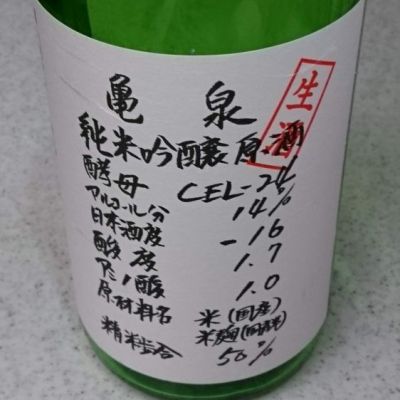 亀泉
生酒
純米吟醸原酒
酵母 CEL-24
アルコール分 14%
日本酒度 -16
酸度 1.7
アミノ酸 1.0
原材料名 米(国産)
米麹(国産)
精米歩合 50%